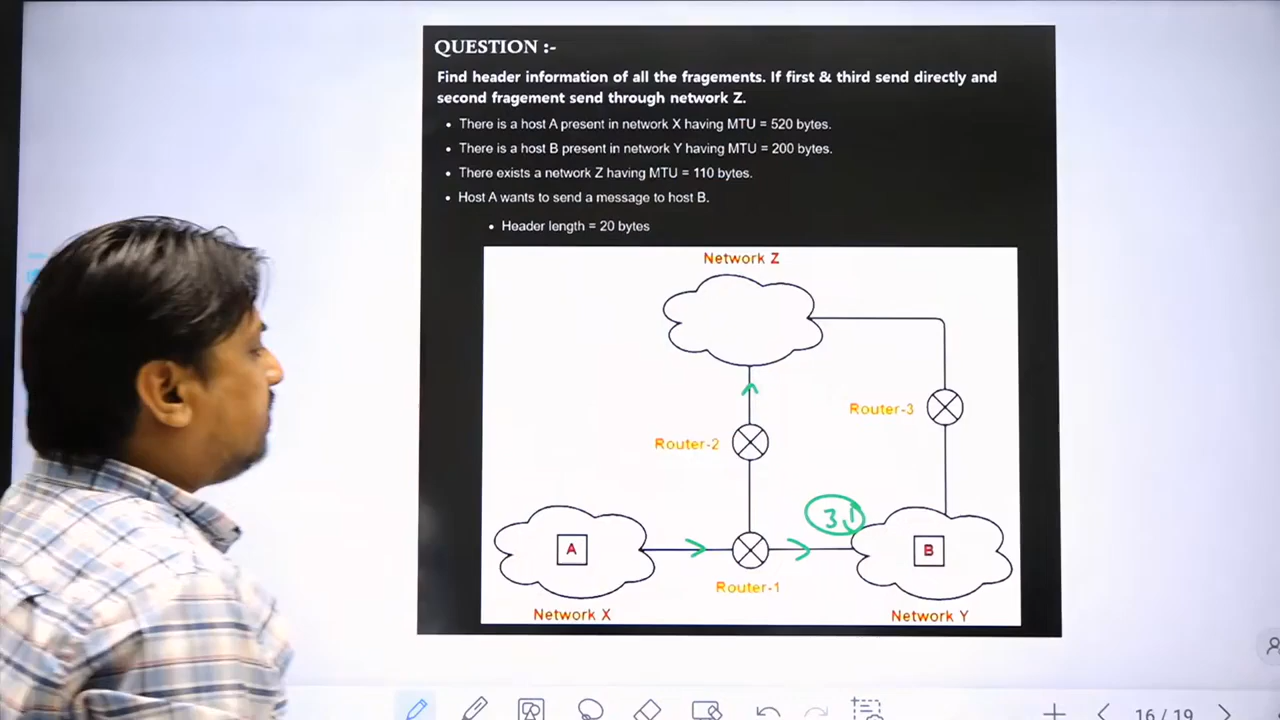 QUESTION :-
Find header information of all the fragements. If first & third send directly and
second fragement send through network Z.
• There is a host A present in network X having MTU = 520 bytes.
• There is a host B present in network Y having MTU = 200 bytes.
• There exists a network Z having MTU = 110 bytes.
• Host A wants to send a message to host B.
• Header length = 20 bytes
Network Z
Router-3
Router-2
3 1
A
B
Router-1
Network X
Network Y
16 / 19